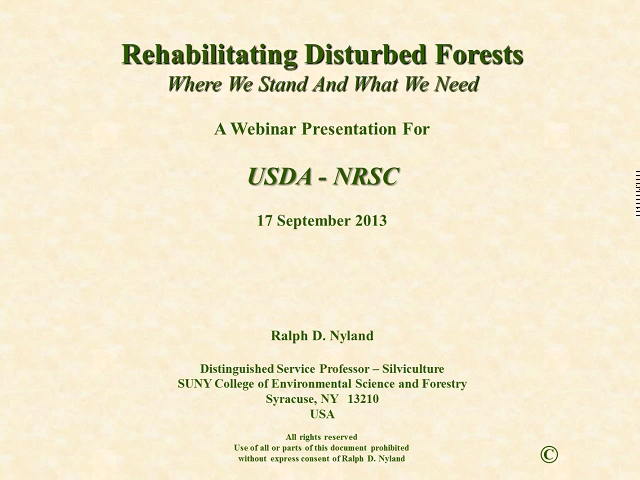 Rehabilitating Disturbed Forests
Where We Stand And What We Need
A Webinar Presentation For
USDA - NRSC
17 September 2013
Ralph D. Nyland
Distinguished Service Professor – Silviculture
SUNY College of Environmental Science and Forestry
Syracuse, NY 13210
USA
All rights reserved
Use of all or parts of this document prohibited
without express consent of Ralph D. Nyland
©